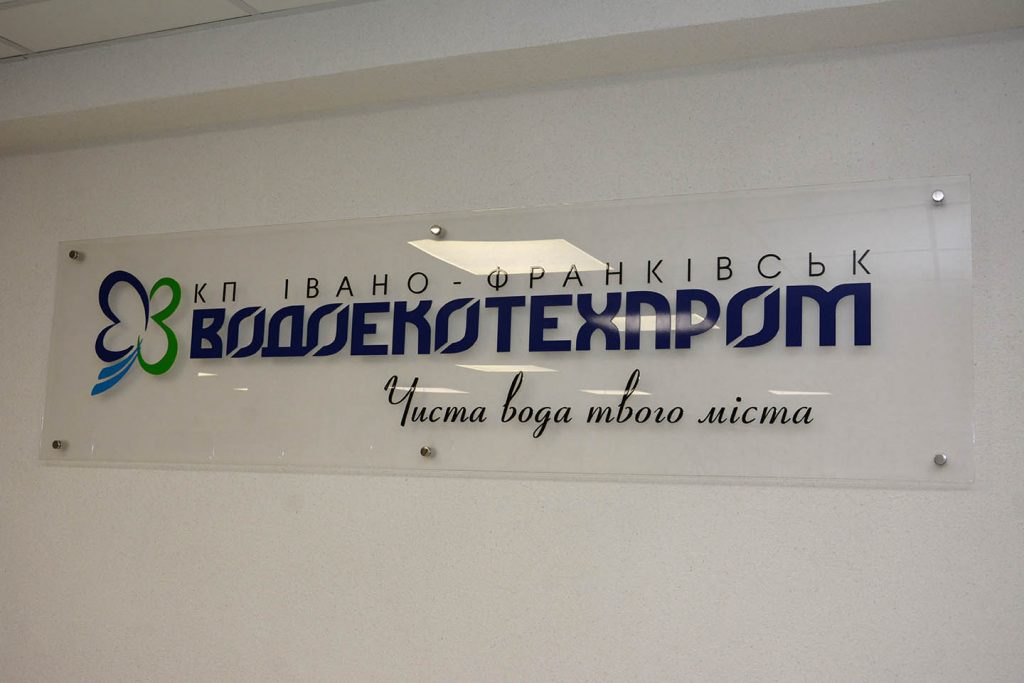 КП ІВАНО-ФРАНКІВСЬК
ВОДОЕКОТЕХПРОМ
Чиста вода твого міста